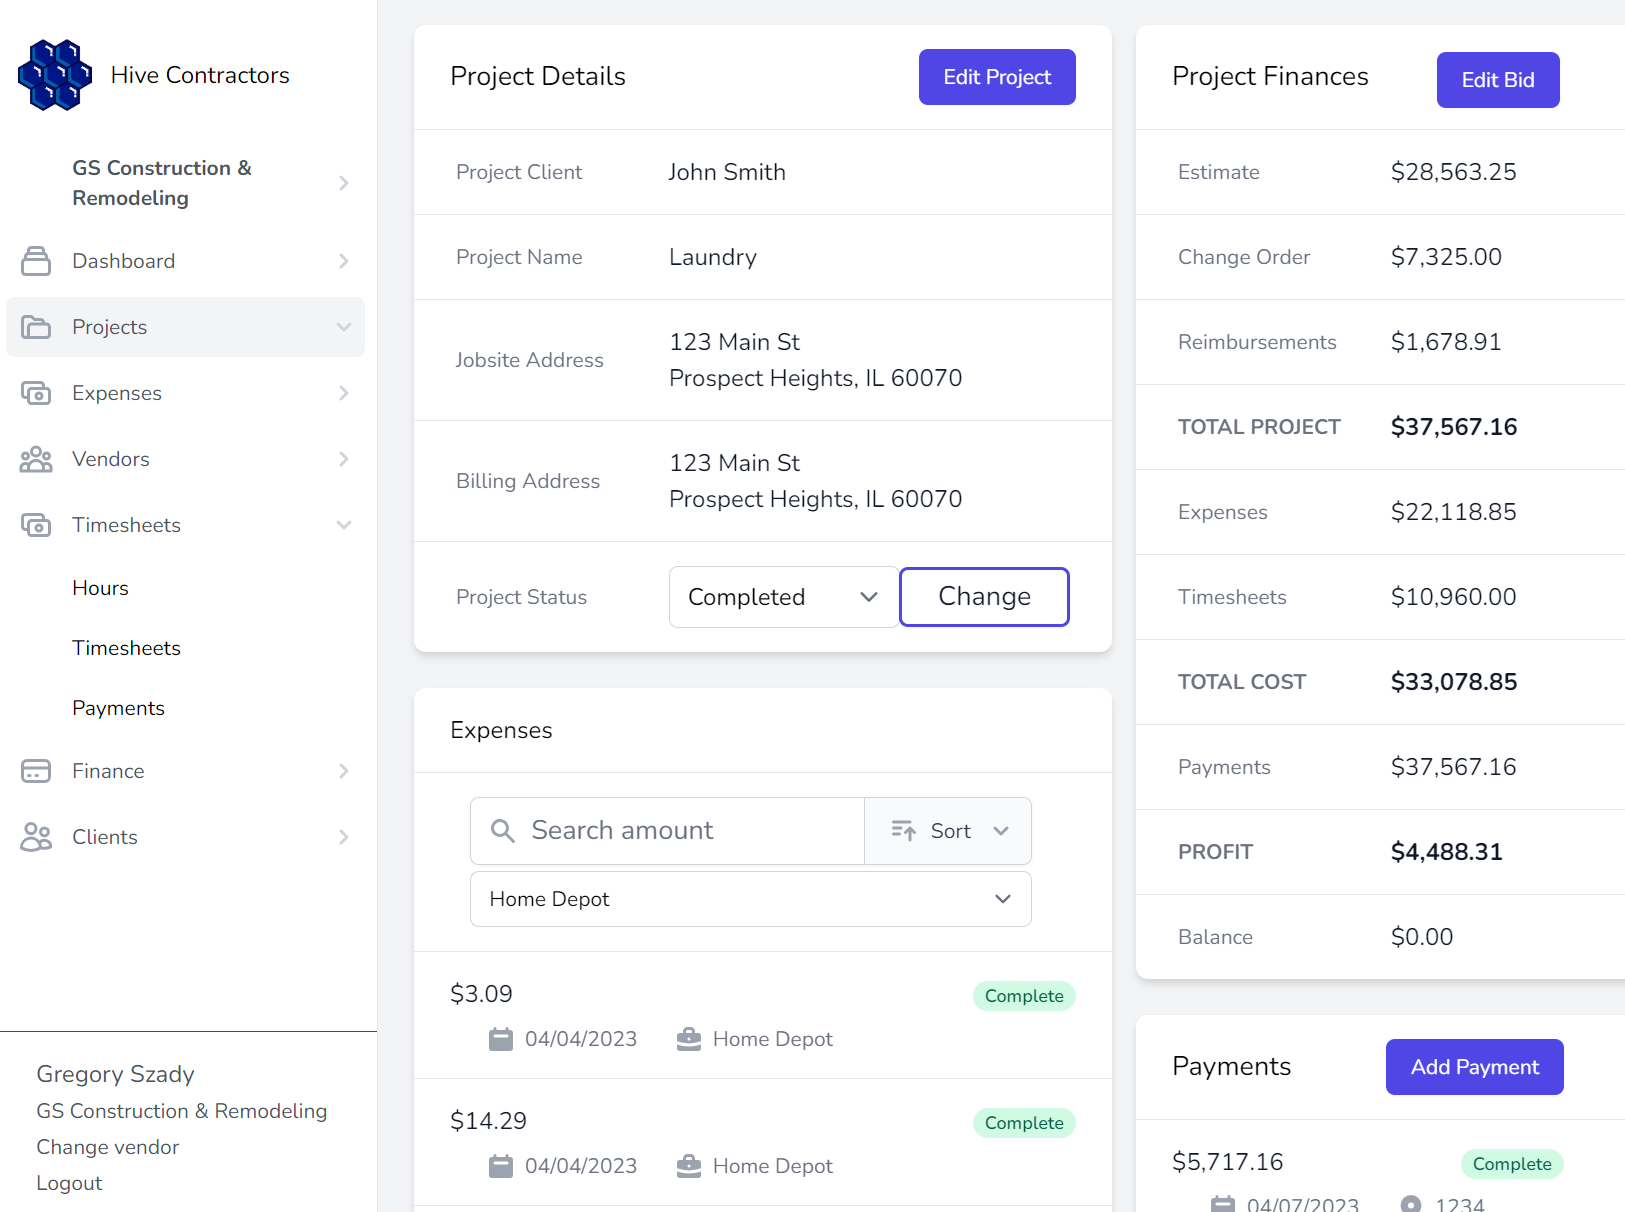 Hive Contractors
GS Construction &
Remodeling
Dashboard
Projects
Expenses
Vendors
Timesheets
Hours
Timesheets
Payments
Finance
Clients
Gregory Szady
GS Construction & Remodeling
Change vendor
Logout
Project Details
Edit Project
Project Client
John Smith
Project Name
Laundry
Jobsite Address
123 Main St
Prospect Heights, IL 60070
Billing Address
123 Main St
Prospect Heights, IL 60070
Project Status
Completed
Change
Expenses
Search amount
Sort
Home Depot
$3.09
Complete
04/04/2023
Home Depot
$14.29
Complete
04/04/2023
Home Depot
Project Finances
Edit Bid
Estimate
$28,563.25
Change Order
$7,325.00
Reimbursements
$1,678.91
TOTAL PROJECT
$37,567.16
Expenses
$22,118.85
Timesheets
$10,960.00
TOTAL COST
$33,078.85
Payments
$37,567.16
PROFIT
$4,488.31
Balance
$0.00
Payments
Add Payment
$5,717.16
Complete
04/07/2023
1234